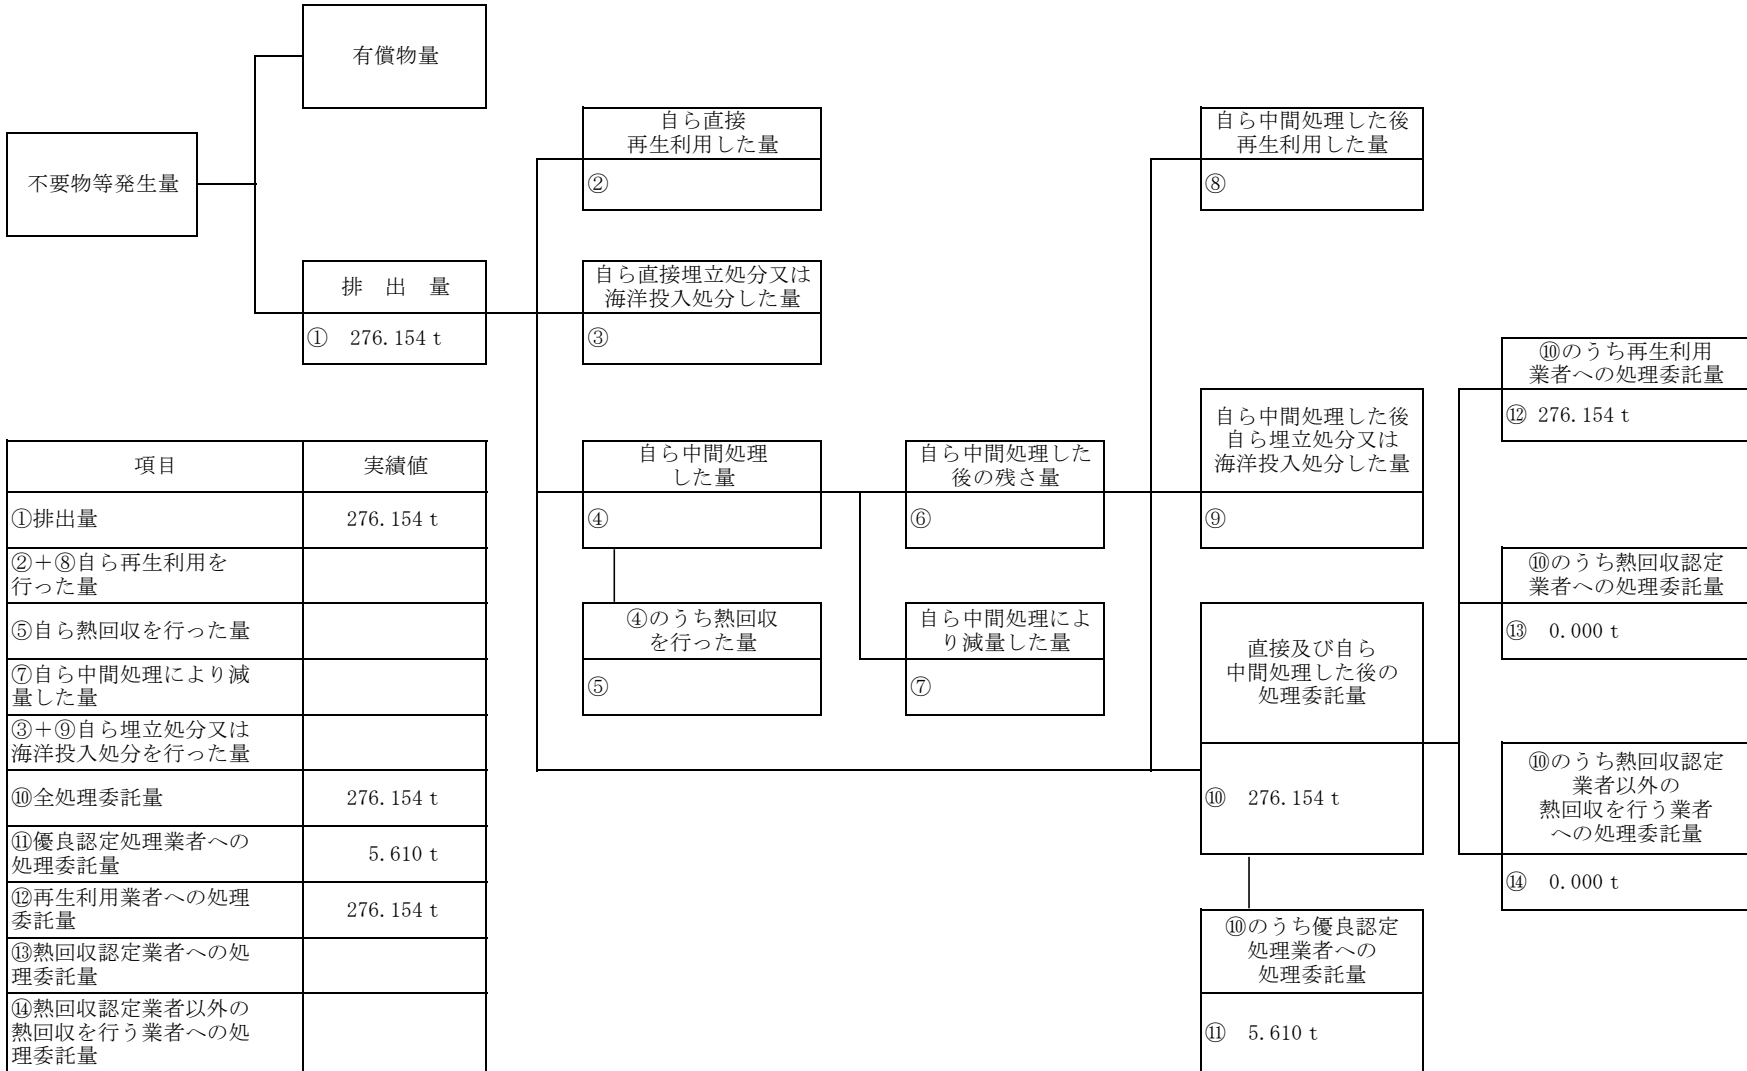 有償物量
不要物等発生量
排 出 量
① 276.154 t
自ら直接
再生利用した量
②
自ら直接埋立処分又は
海洋投入処分した量
③
自ら中間処理
した量
④
④のうち熱回収
を行った量
⑤
自ら中間処理した
後の残さ量
⑥
自ら中間処理によ
り減量した量
⑦
自ら中間処理した後
再生利用した量
⑧
自ら中間処理した後
自ら埋立処分又は
海洋投入処分した量
⑨
直接及び自ら
中間処理した後の
処理委託量
⑩ 276.154 t
⑩のうち優良認定
処理業者への
処理委託量
⑪ 5.610 t
⑩のうち再生利用
業者への処理委託量
⑫ 276.154 t
⑩のうち熱回収認定
業者への処理委託量
⑬ 0.000 t
⑩のうち熱回収認定
業者以外の
熱回収を行う業者
への処理委託量
⑭ 0.000 t
項目 実績値
①排出量 276.154 t
②＋⑧自ら再生利用を
行った量
⑤自ら熱回収を行った量
⑦自ら中間処理により減
量した量
③＋⑨自ら埋立処分又は
海洋投入処分を行った量
⑩全処理委託量 276.154 t
⑪優良認定処理業者への
処理委託量 5.610 t
⑫再生利用業者への処理
委託量 276.154 t
⑬熱回収認定業者への処
理委託量
⑭熱回収認定業者以外の
熱回収を行う業者への処
理委託量